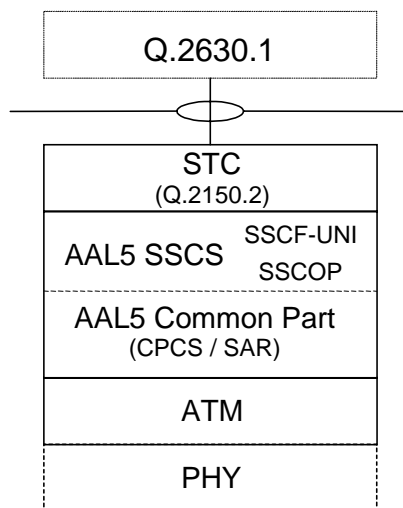 Q.2630.1
STC
(Q.2150.2)
SSCF-UNI
AAL5 SSCS
SSCOP
AAL5 Common Part
(CPCS / SAR)
ATM
PHY